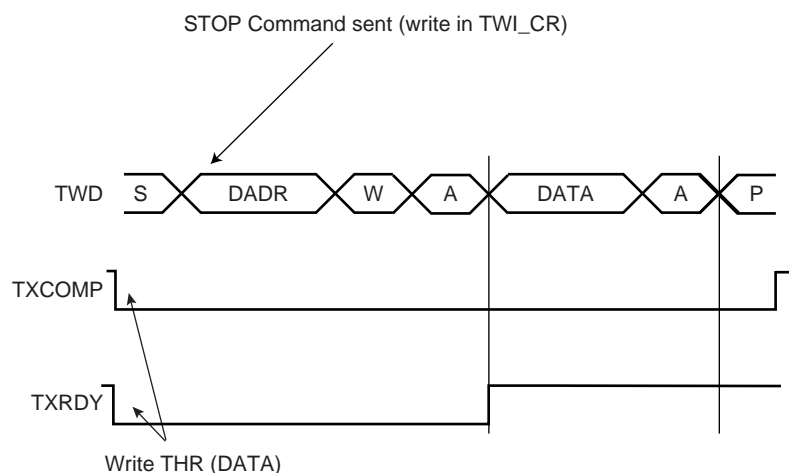 STOP Command sent (write in TWI_CR)
TWD S DADR W A DATA A P
TXCOMP
TXRDY
Write THR (DATA)